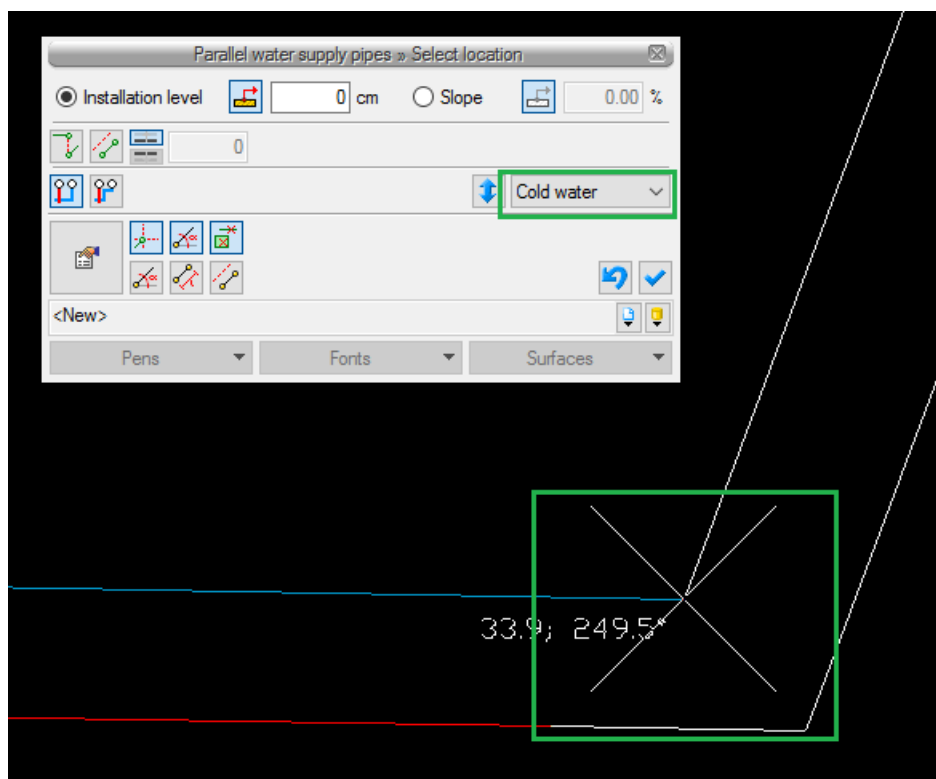 Parallel water supply pipes » Select location
Installation level 0 cm Slope 0.00 %
0
Cold water
<New>
Pens Fonts Surfaces
33.9; 249.5°